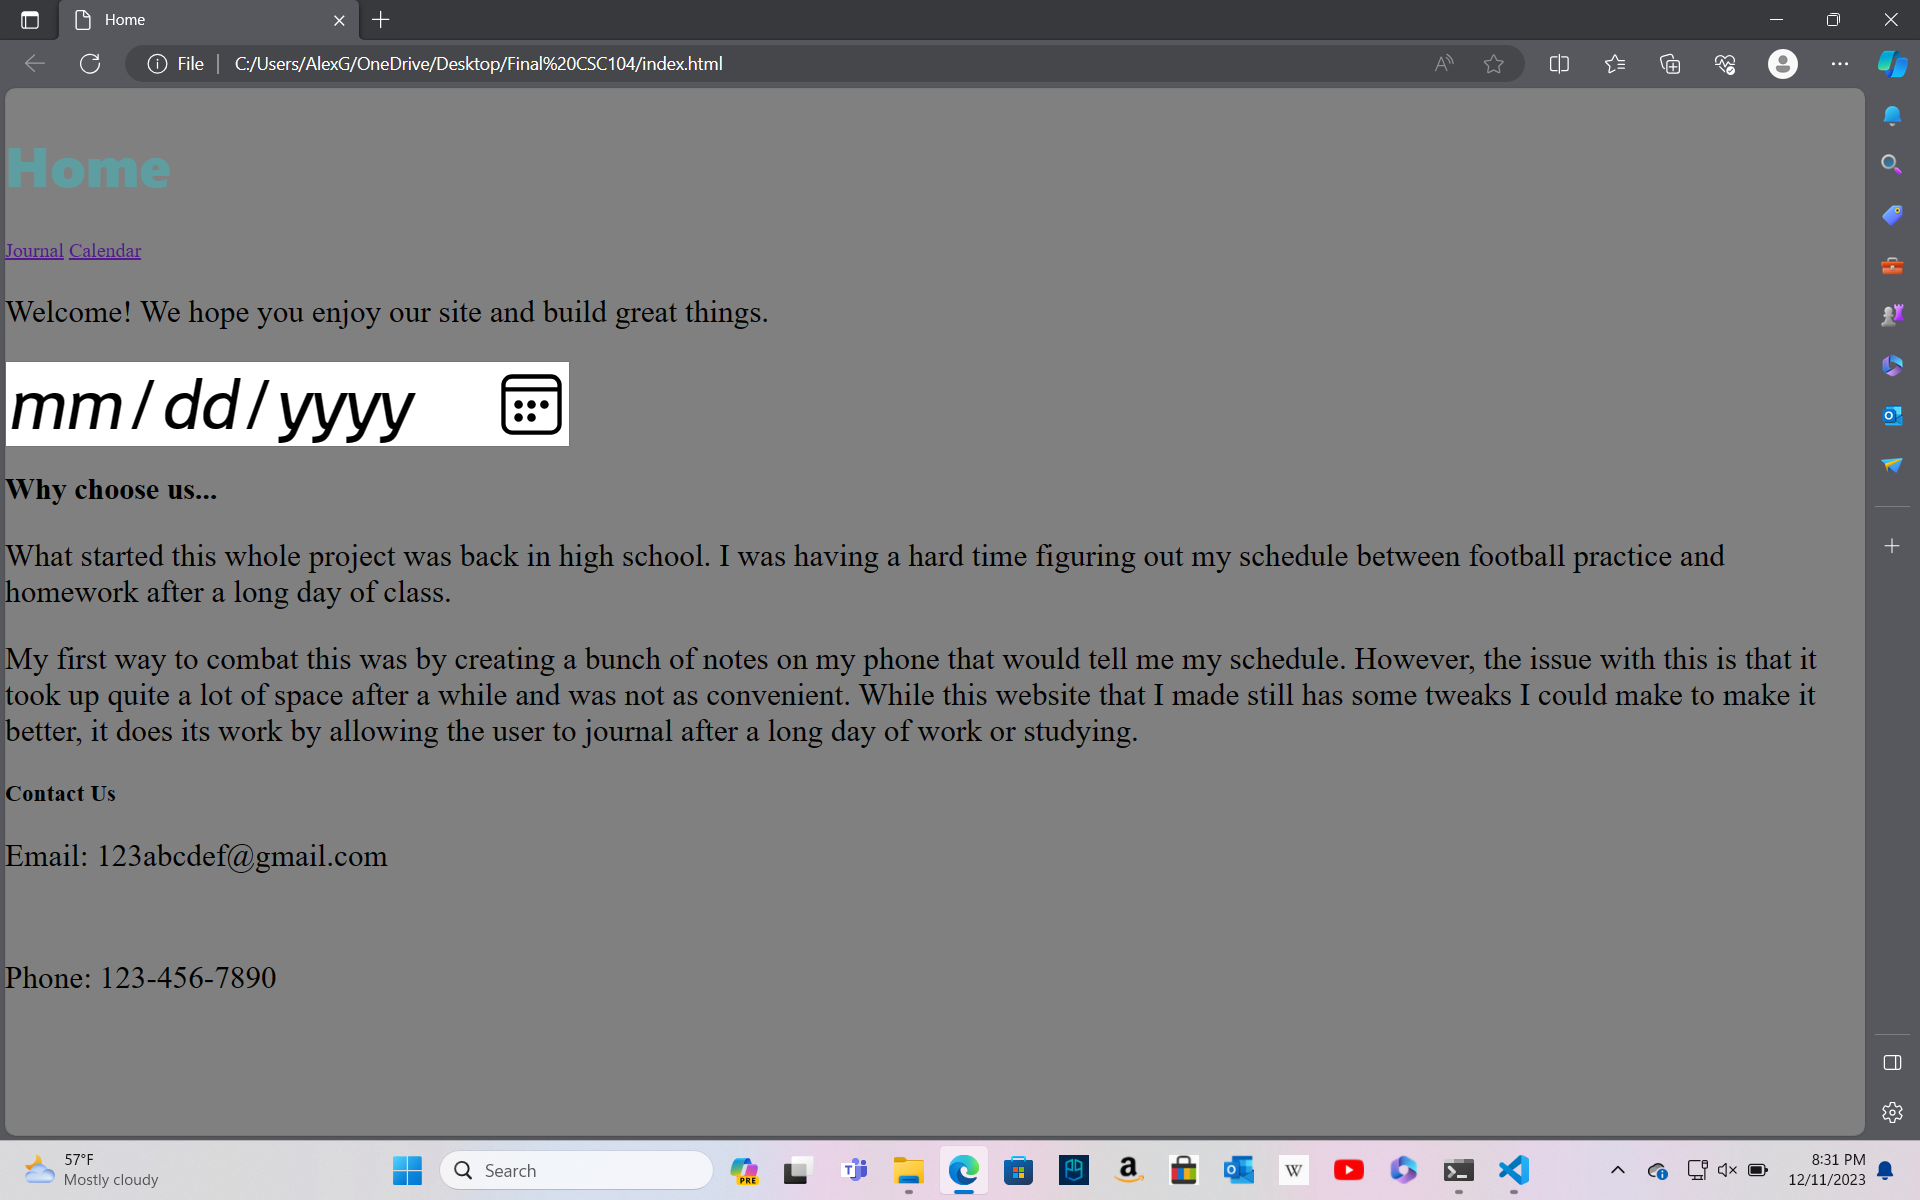 Home
File C:/Users/AlexG/OneDrive/Desktop/Final%20CSC104/index.html
Home
Journal Calendar
Welcome! We hope you enjoy our site and build great things.
mm/dd/yyyy
Why choose us...
What started this whole project was back in high school. I was having a hard time figuring out my schedule between football practice and
homework after a long day of class.
My first way to combat this was by creating a bunch of notes on my phone that would tell me my schedule. However, the issue with this is that it
took up quite a lot of space after a while and was not as convenient. While this website that I made still has some tweaks I could make to make it
better, it does its work by allowing the user to journal after a long day of work or studying.
Contact Us
Email: 123abcdef@gmail.com
Phone: 123-456-7890
57°F
Mostly cloudy
Search
PRE
W
8:31 PM
12/11/2023